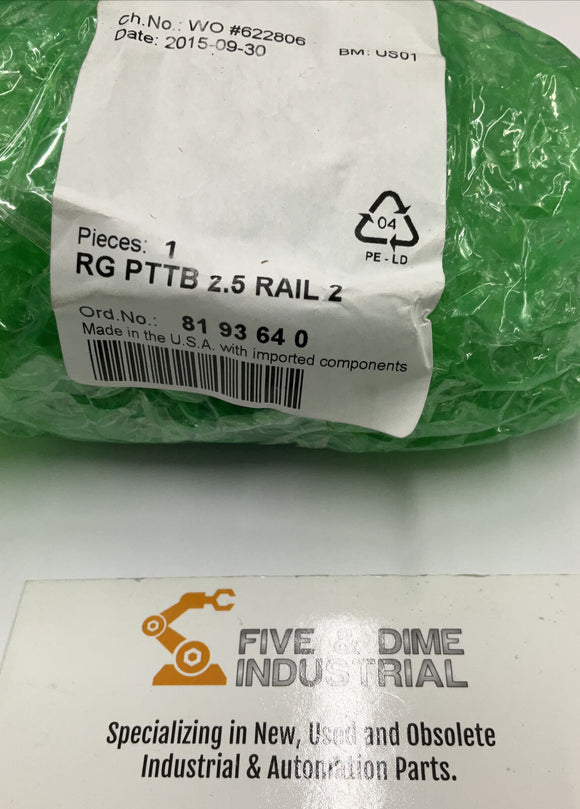 Ch.No.: WO #622806
Date: 2015-09-30
BM: US01
04
PE-LD
Pieces: 1
RG PTTB 2.5 RAIL 2
Ord.No.: 81 93 64 0
Made in the U.S.A. with imported components
FIVE & DIME
INDUSTRIAL
Specializing in New, Used and Obsolete
Industrial & Automation Parts.